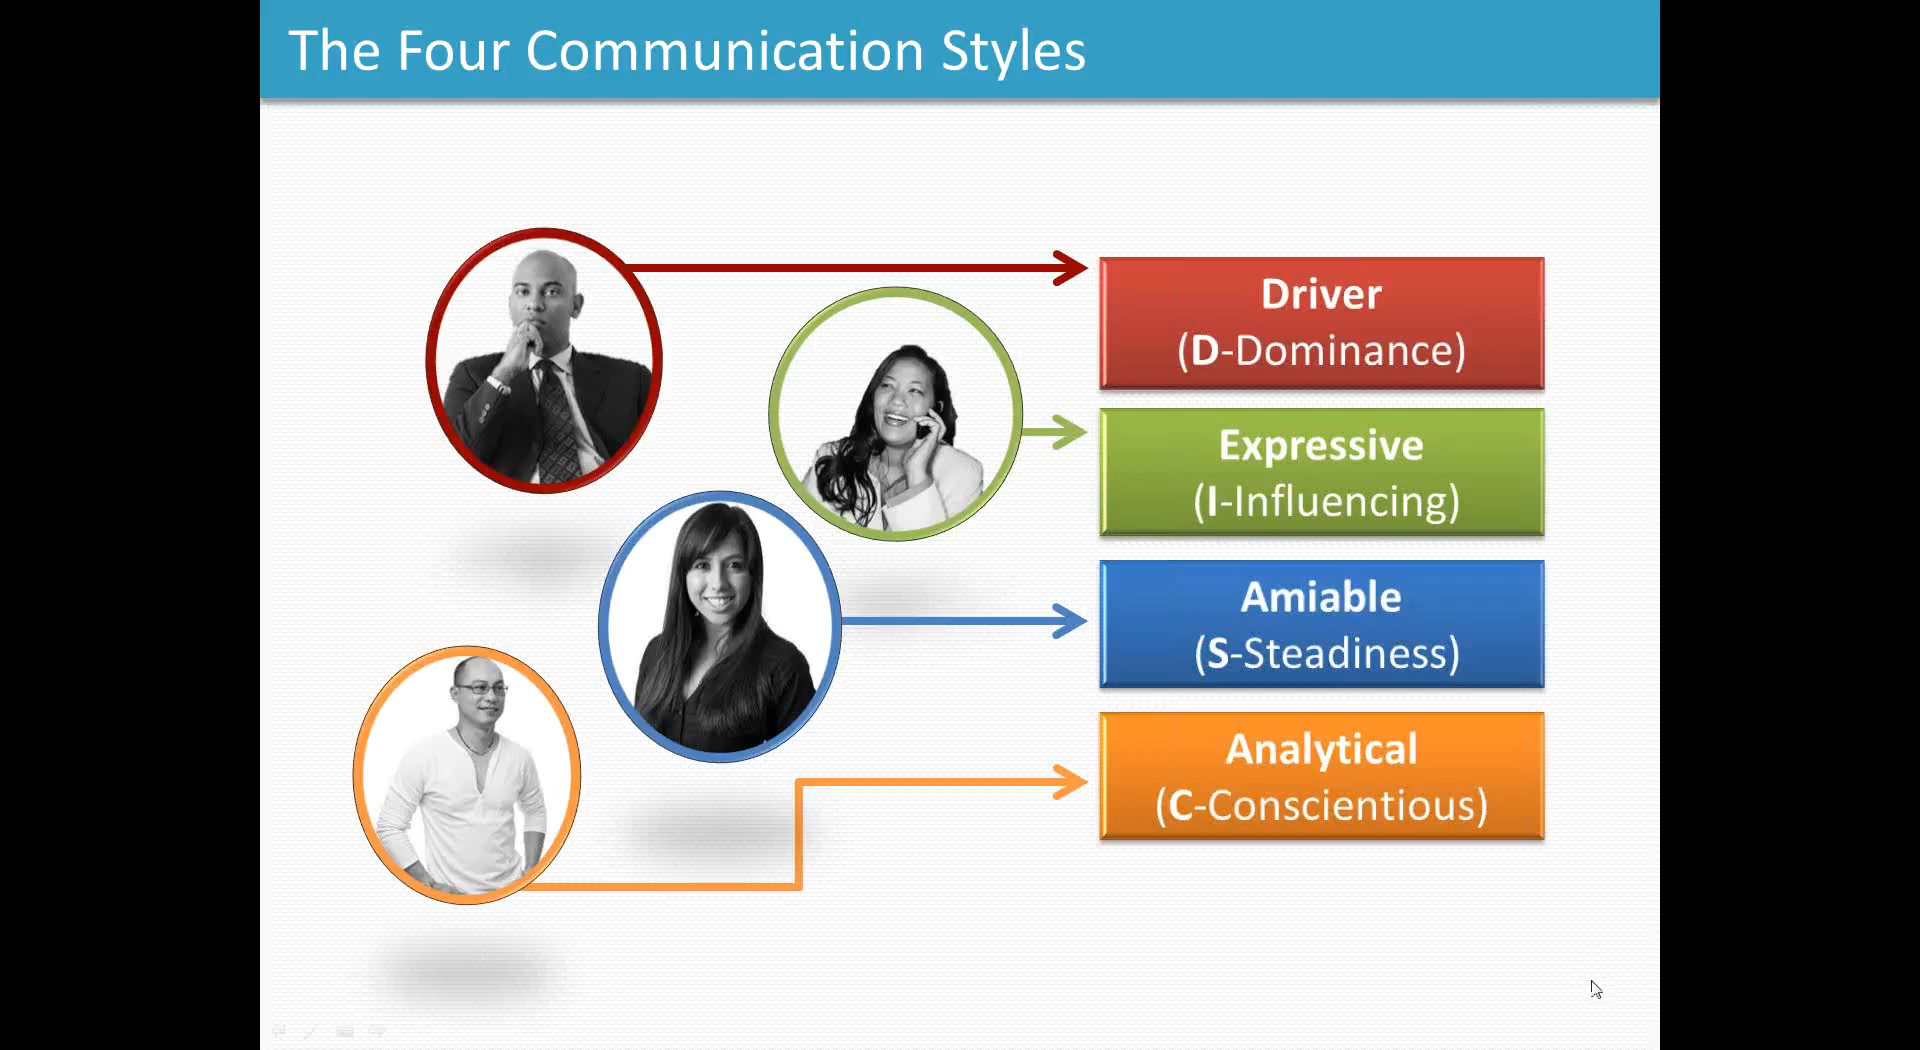 The Four Communication Styles
Driver
(D-Dominance)
Expressive
(I-Influencing)
Amiable
(S-Steadiness)
Analytical
(C-Conscientious)